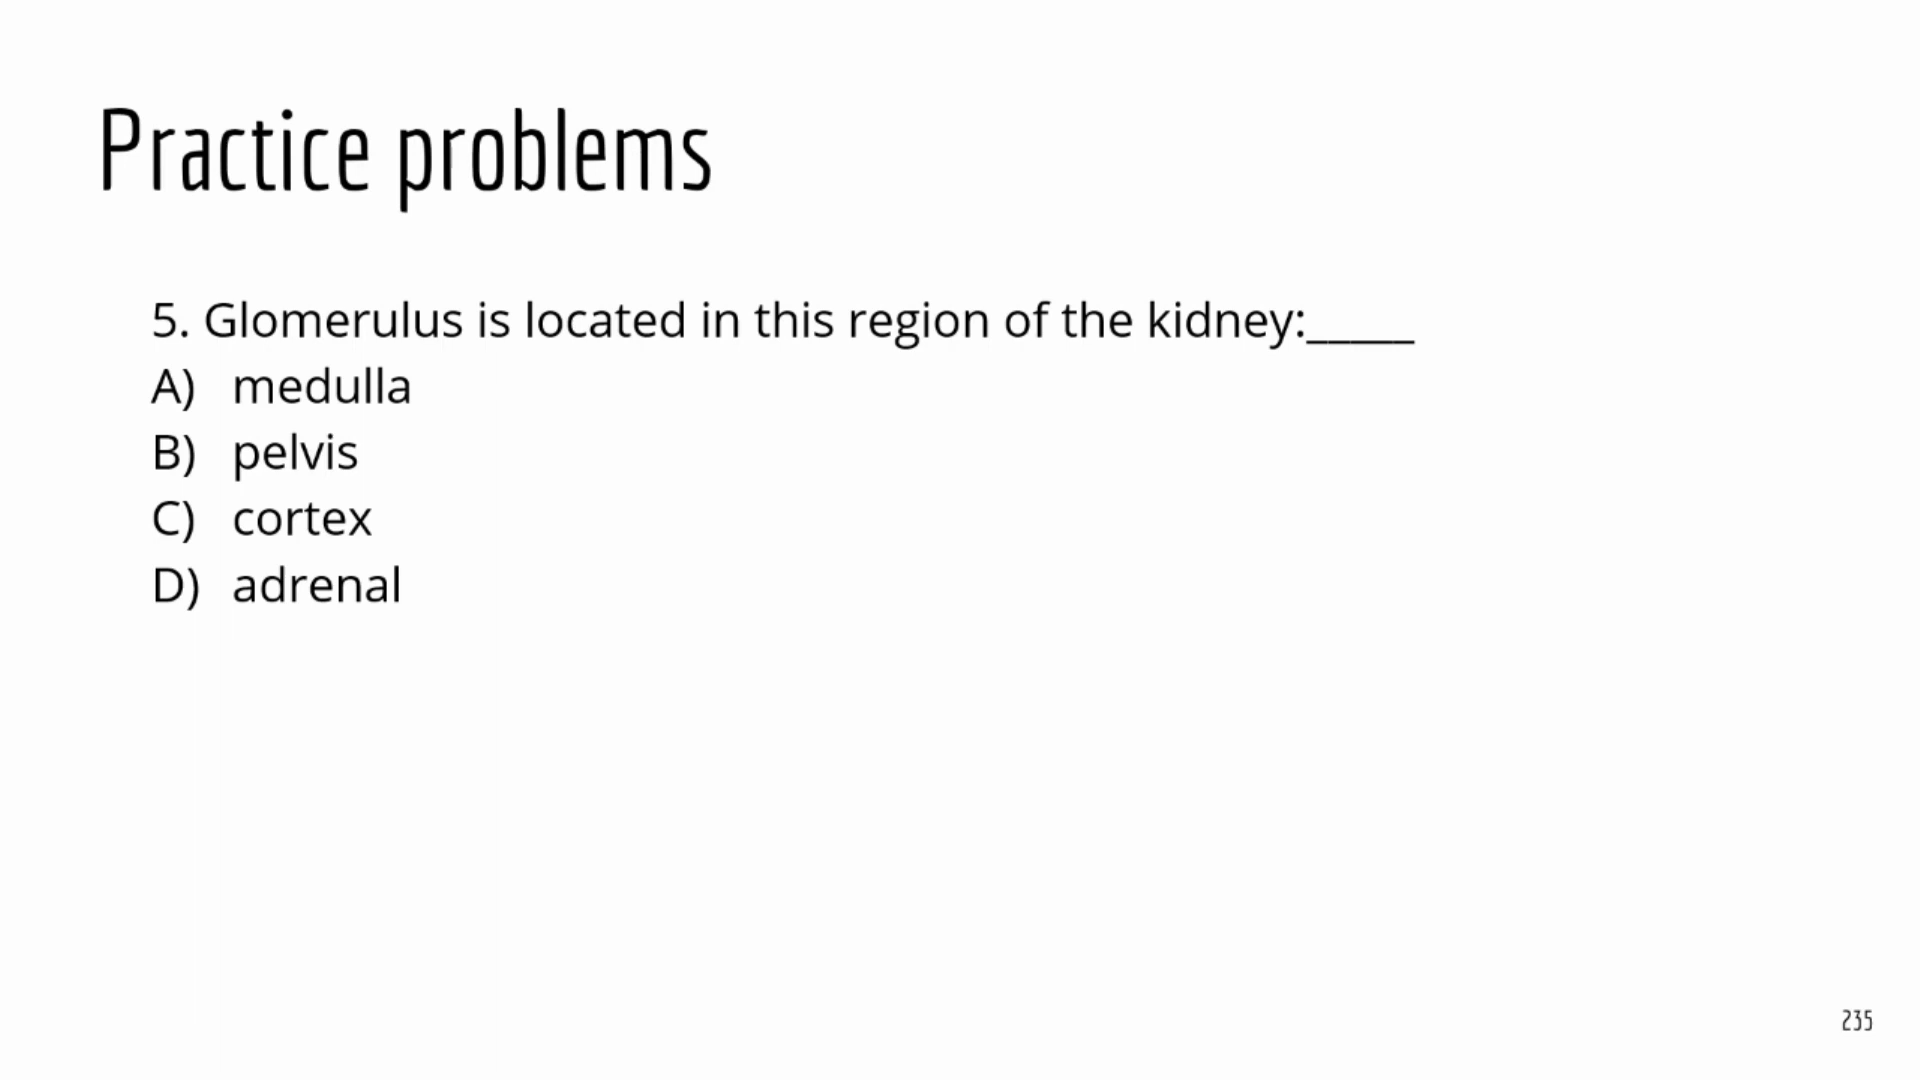 Practice problems
5. Glomerulus is located in this region of the kidney:_____
A) medulla
B) pelvis
C) cortex
D) adrenal
235